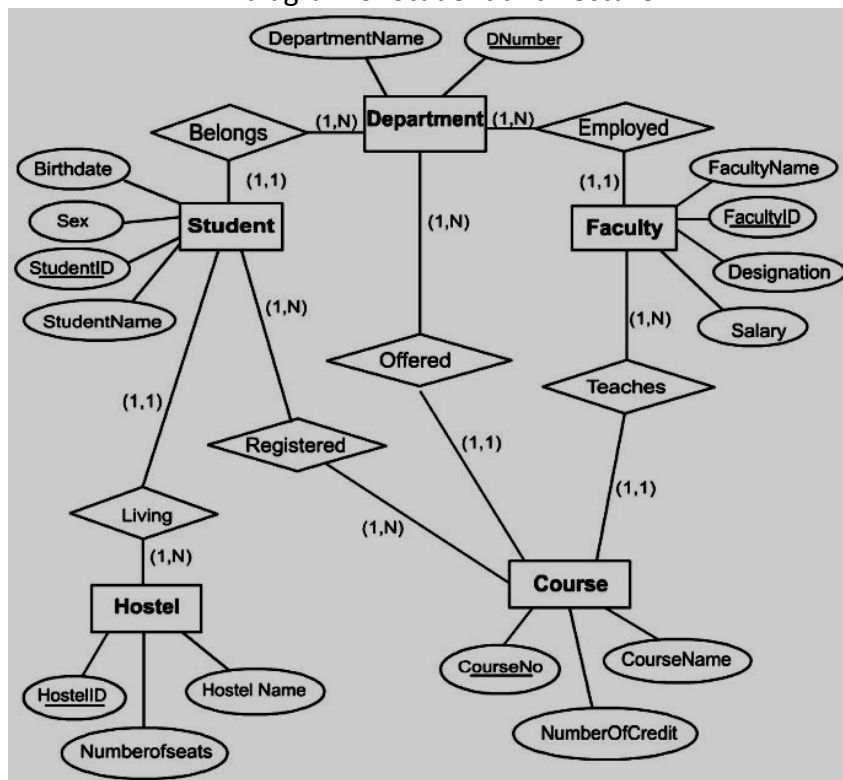 DepartmentName
DNumber
Department
Belongs
(1,N)
(1,N)
Employed
Birthdate
(1,1)
(1,1)
FacultyName
Sex
Student
(1,N)
Faculty
FacultyID
StudentID
Designation
StudentName
(1,N)
(1,N)
Salary
Offered
Teaches
(1,1)
Registered
(1,1)
(1,1)
Living
(1,N)
(1,N)
Hostel
Course
HostelID
Hostel Name
CourseNo
CourseName
Numberofseats
NumberOfCredit